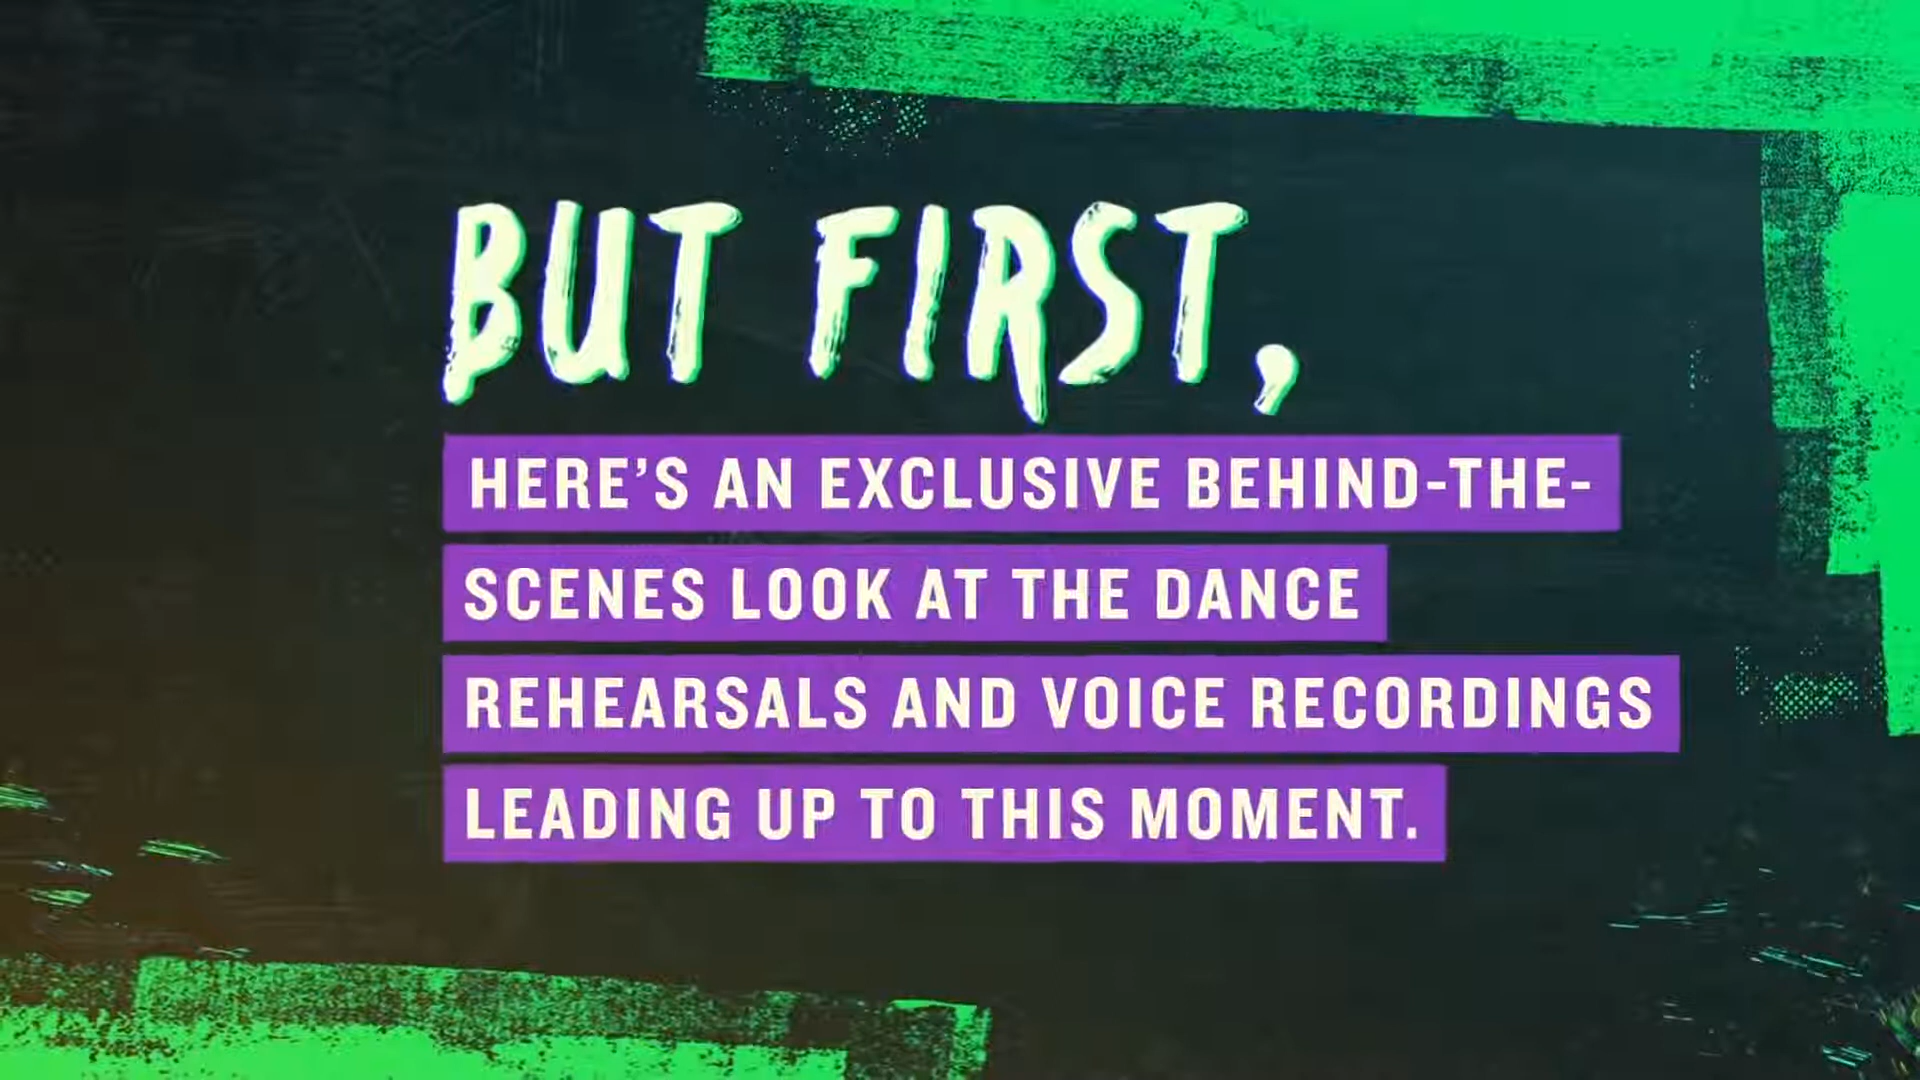 BUT FIRST,
HERE'S AN EXCLUSIVE BEHIND-THE-
SCENES LOOK AT THE DANCE
REHEARSALS AND VOICE RECORDINGS
LEADING UP TO THIS MOMENT.